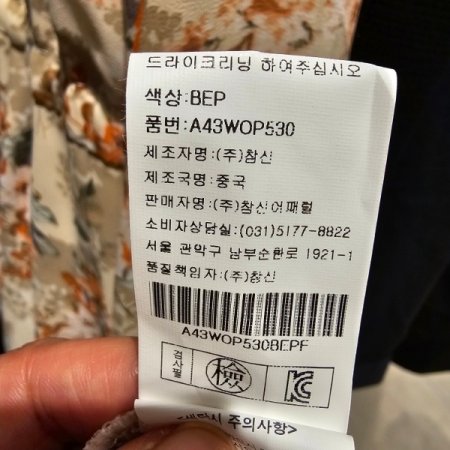 드라이크리닝 하여주십시오
색상:BEP
품번:A43WOP530
제조자명:(주)참신
제조국명:중국
판매자명:(주)참신어패럴
소비자상담실:(031)5177-8822
서울 관악구 남부순환로 1921-1
품질책임자:(주)참신
A43WOP530BEPF
검사필
檢
<세탁시 주의사항>